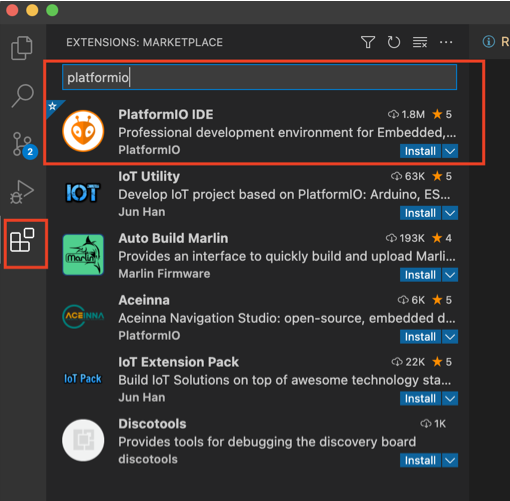 EXTENSIONS: MARKETPLACE
R
platformio
PlatformIO IDE 1.8M 5
Professional development environment for Embedded,...
PlatformIO Install
2
IoT Utility 63K 5
IOT
Develop IoT project based on PlatformIO: Arduino, ES...
Jun Han Install
Auto Build Marlin 193K 4
Marlin
Provides an interface to quickly build and upload Marli...
Marlin Firmware Install
Aceinna 6K 5
ACEINNA
Aceinna Navigation Studio: open-source, embedded d...
PlatformIO Install
IoT Extension Pack 22K 5
IoT Pack
Build IoT Solutions on top of awesome technology sta...
Jun Han Install
Discotools 1K
Provides tools for debugging the discovery board
discotools Install